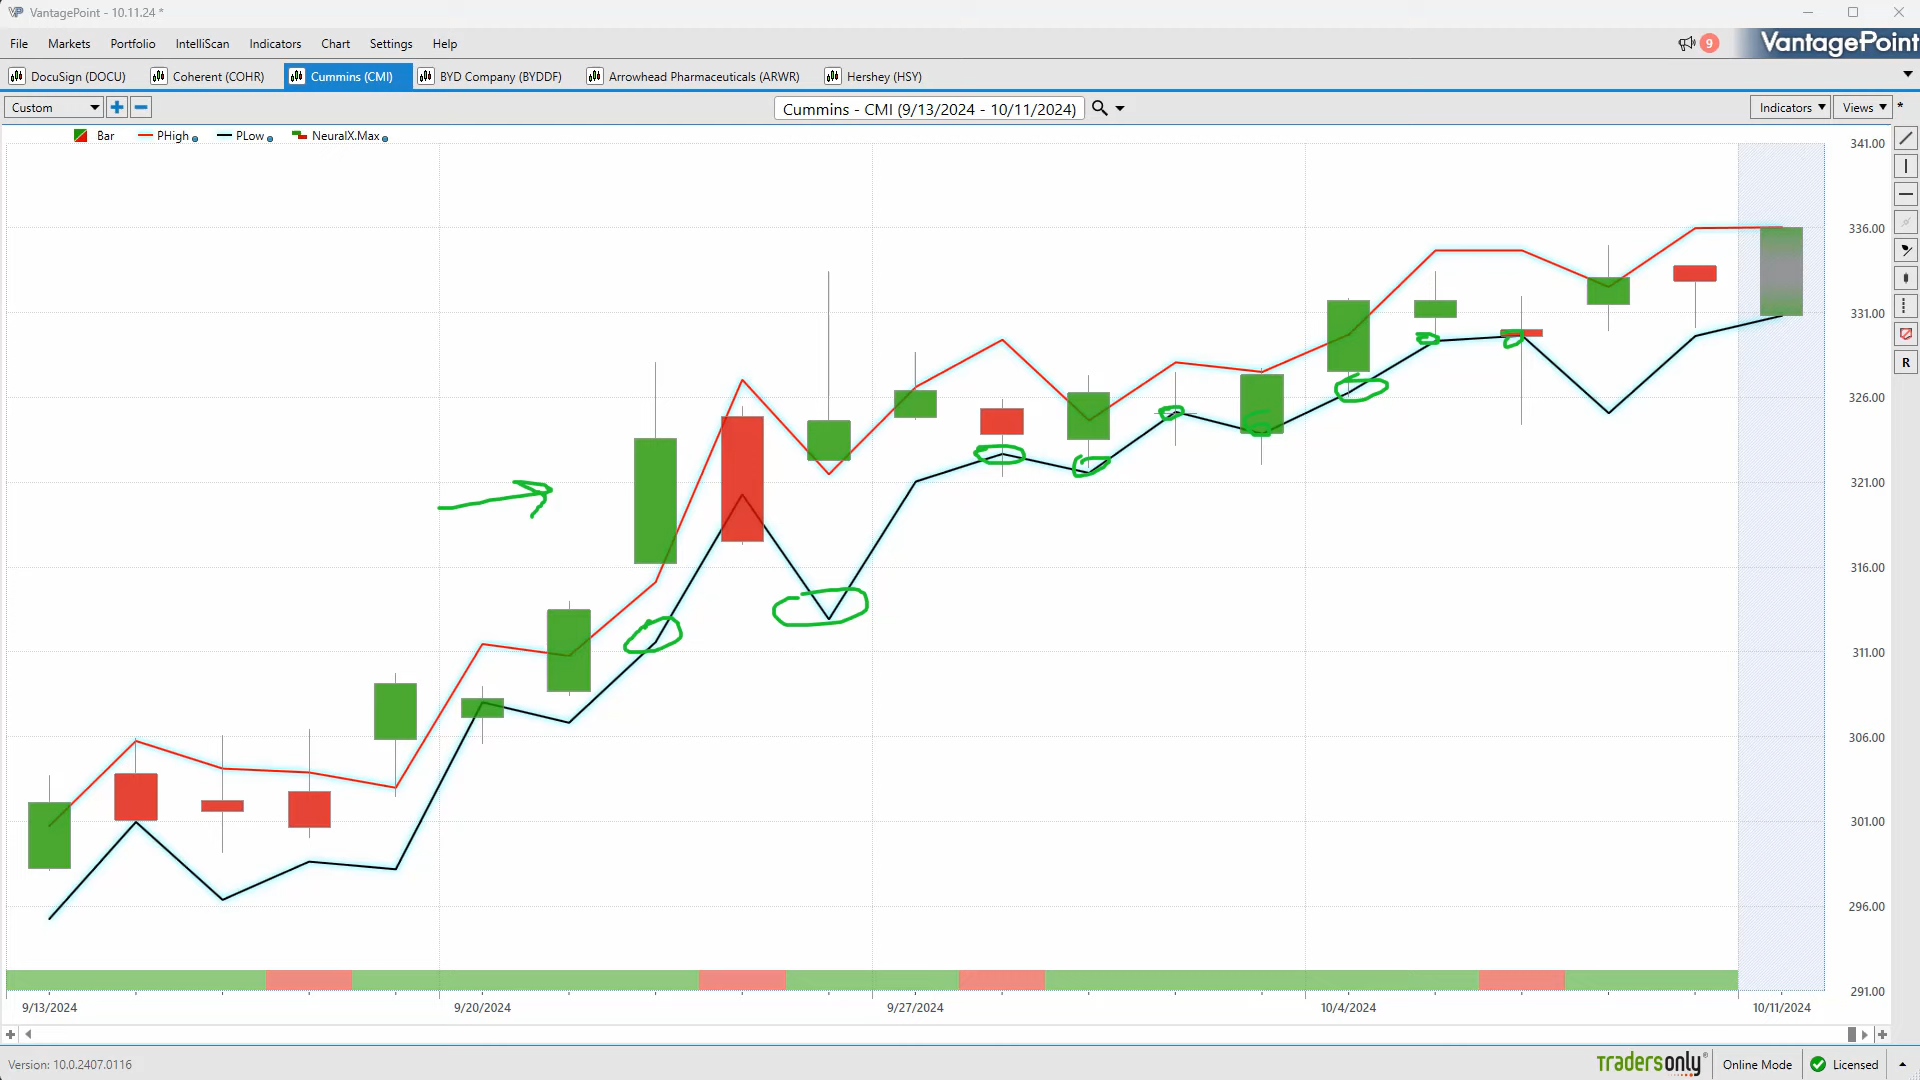 VantagePoint - 10.11.24 *
File Markets Portfolio IntelliScan Indicators Chart Settings Help 9 VantagePoint
DocuSign (DOCU) Coherent (COHR) Cummins (CMI) BYD Company (BYDDF) Arrowhead Pharmaceuticals (ARWR) Hershey (HSY)
Custom Cummins - CMI (9/13/2024 - 10/11/2024) Indicators Views *
Bar PHigh PLow NeuralX.Max
341.00
336.00
331.00
R
326.00
321.00
316.00
311.00
306.00
301.00
296.00
291.00
9/13/2024 9/20/2024 9/27/2024 10/4/2024 10/11/2024
Version: 10.0.2407.0116 tradersonly Online Mode Licensed